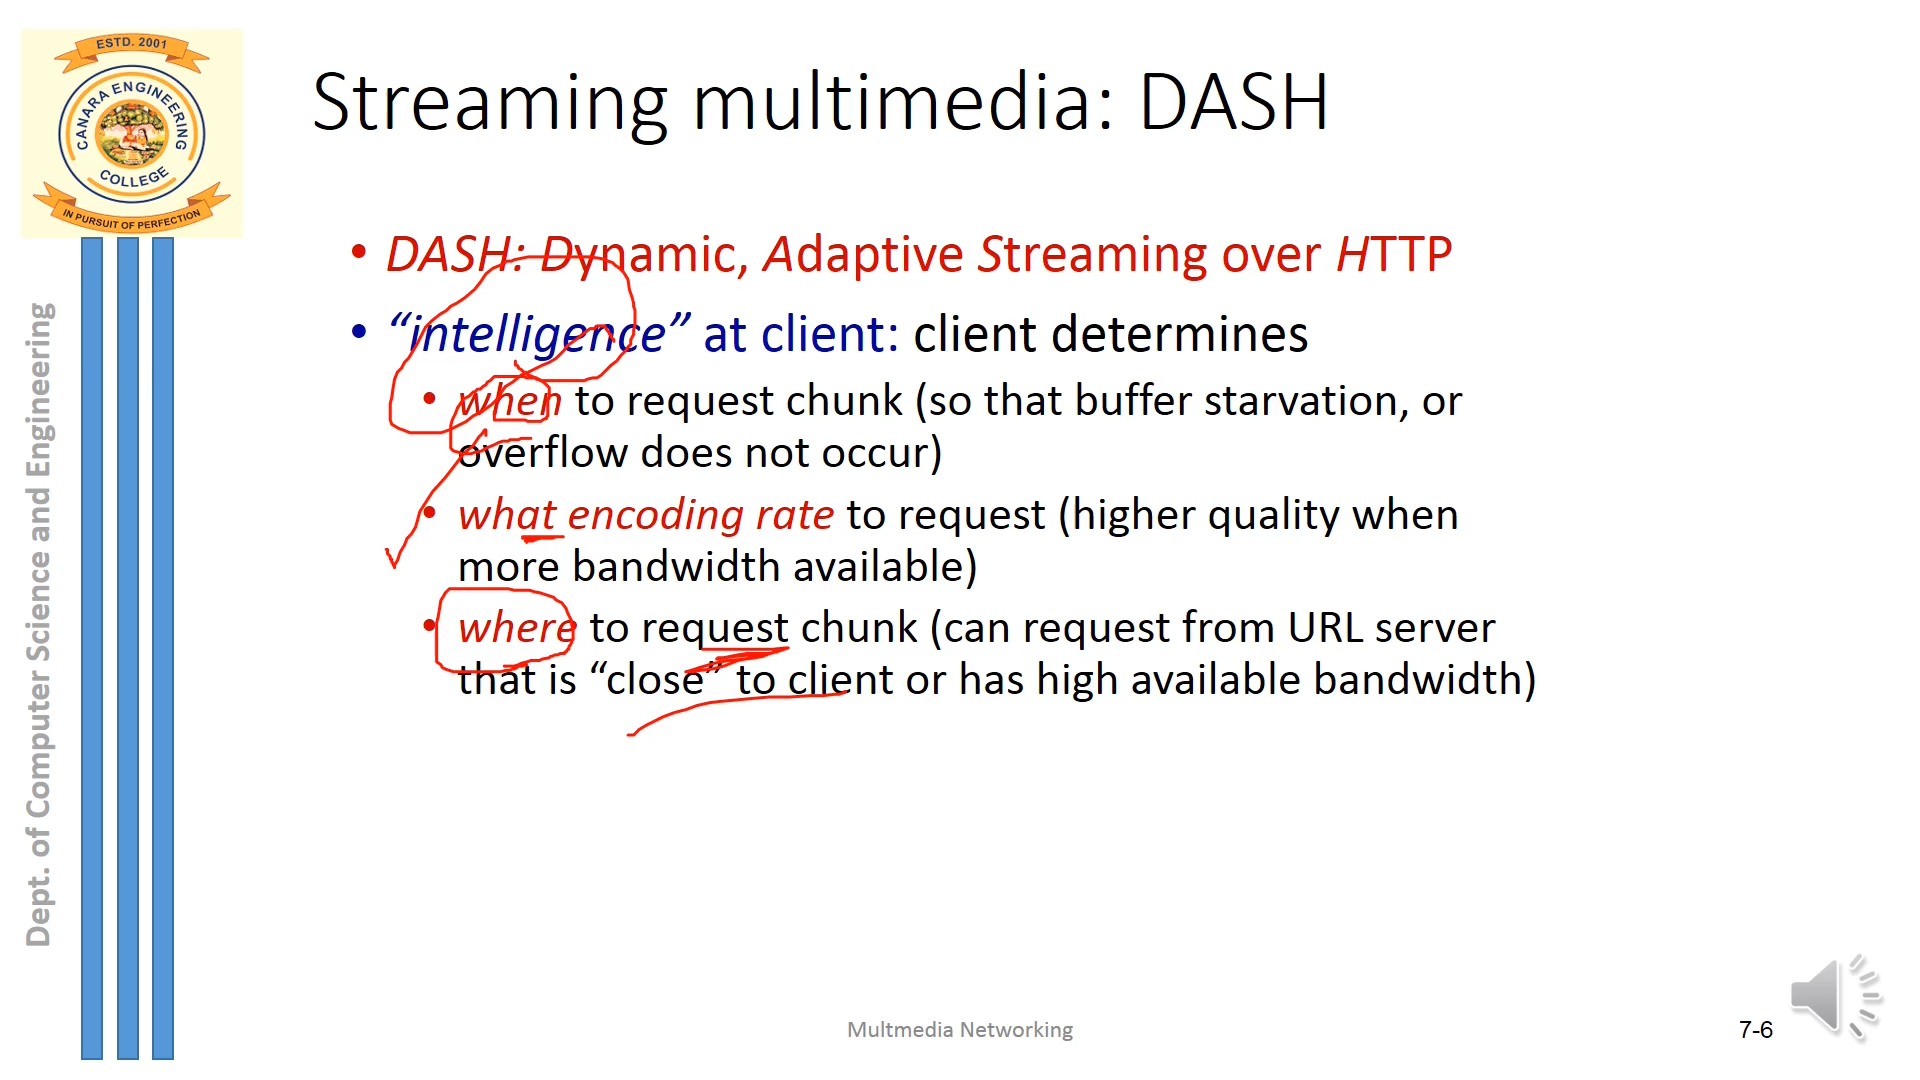 ESTD. 2001
CANARA ENGINEERING
COLLEGE
IN PURSUIT OF PERFECTION
Dept. of Computer Science and Engineering
Streaming multimedia: DASH
• DASH: Dynamic, Adaptive Streaming over HTTP
• “intelligence” at client: client determines
• when to request chunk (so that buffer starvation, or
overflow does not occur)
• what encoding rate to request (higher quality when
more bandwidth available)
• where to request chunk (can request from URL server
that is “close” to client or has high available bandwidth)
Multmedia Networking
7-6